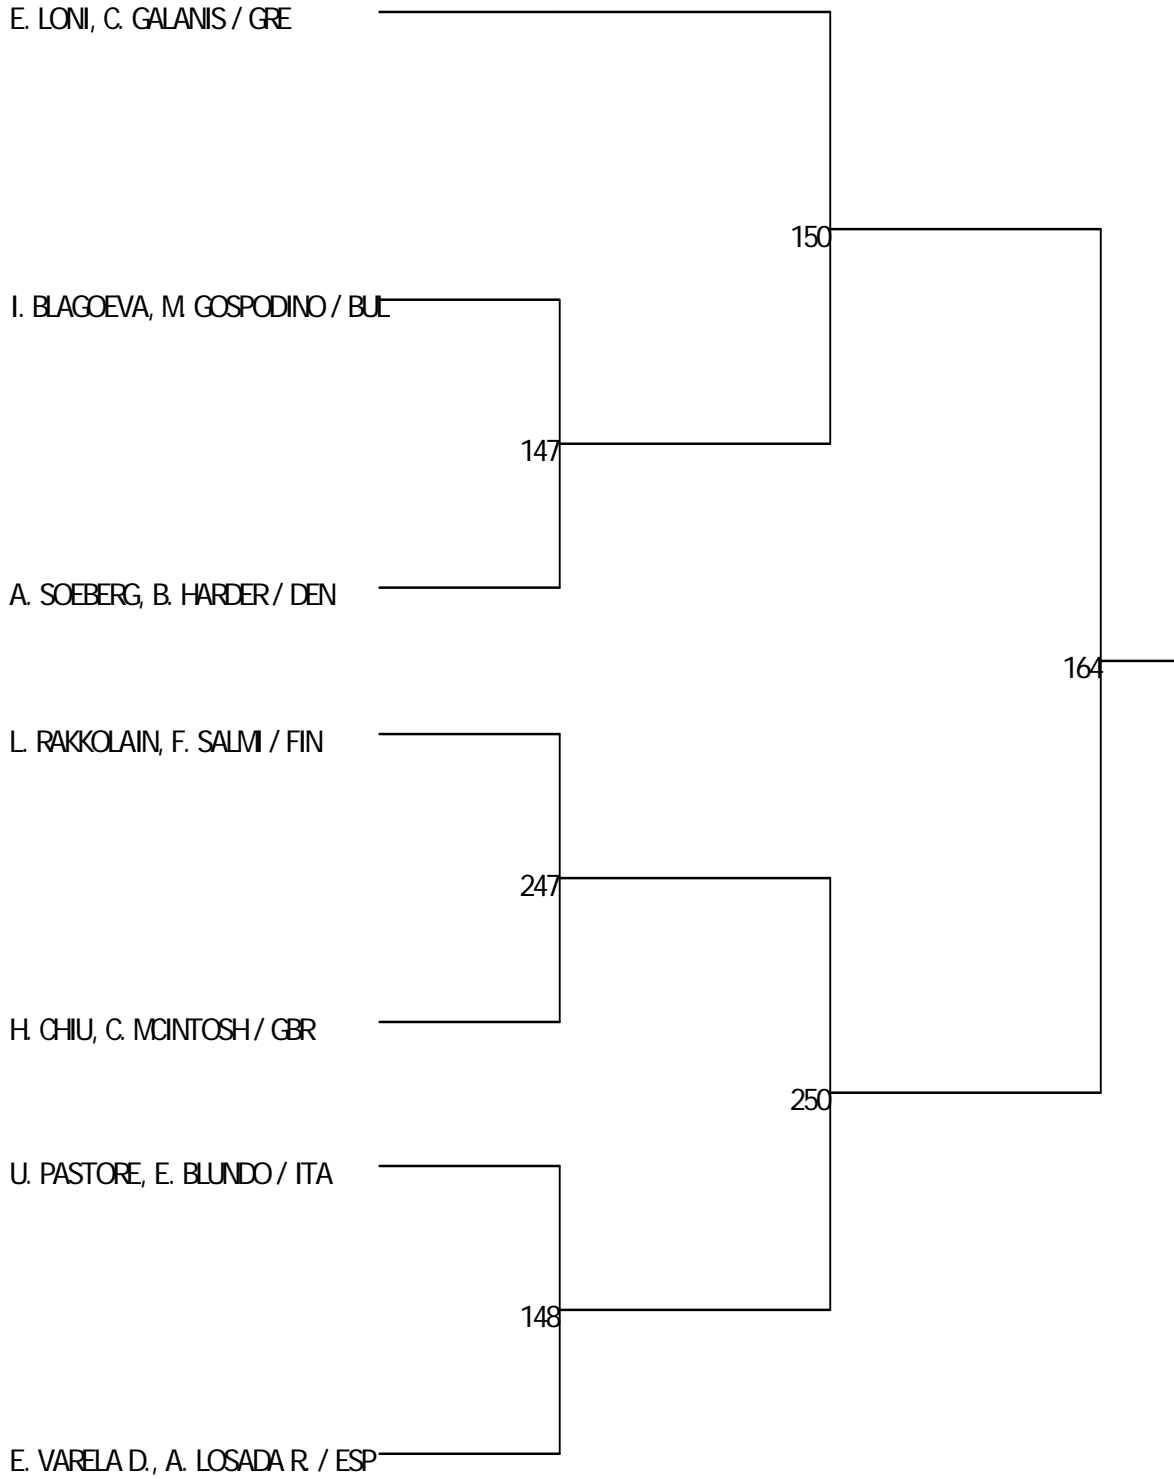 E. LONI, C. GALANIS / GRE
150
I. BLAGOEVA, M. GOSPODINO / BUL
147
A. SOEBERG, B. HARDER / DEN
164
L. RAKKOLAIN, F. SALMI / FIN
247
H. CHIU, C. MCINTOSH / GBR
250
U. PASTORE, E. BLUNDO / ITA
148
E. VARELA D., A. LOSADA R. / ESP